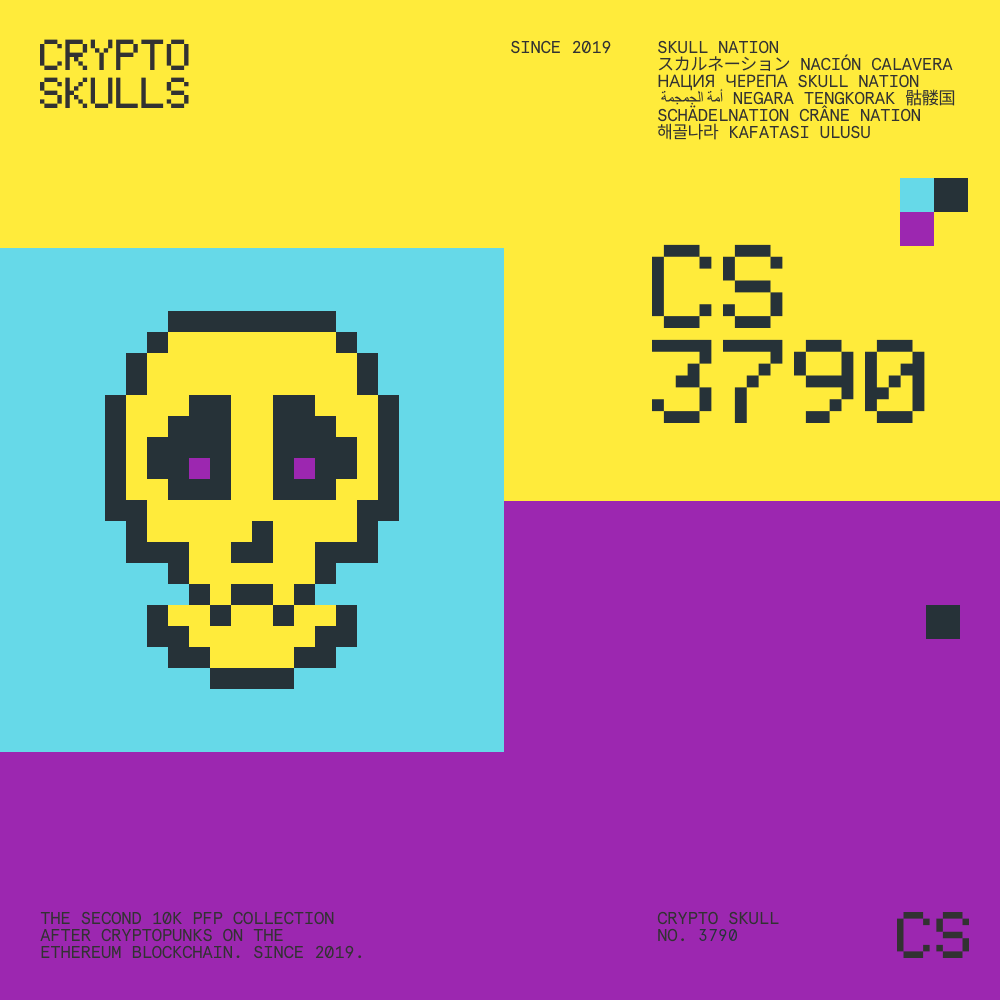 CRYPTO
SKULLS
SINCE 2019
SKULL NATION
スカルネーション NACIÓN CALAVERA
НАЦИЯ ЧЕРЕПА SKULL NATION
أمة الجمجمة NEGARA TENGKORAK 骷髅国
SCHÄDELNATION CRÂNE NATION
해골나라 KAFATASI ULUSU
CS
3790
THE SECOND 10K PFP COLLECTION
AFTER CRYPTOPUNKS ON THE
ETHEREUM BLOCKCHAIN. SINCE 2019.
CRYPTO SKULL
NO. 3790
CS